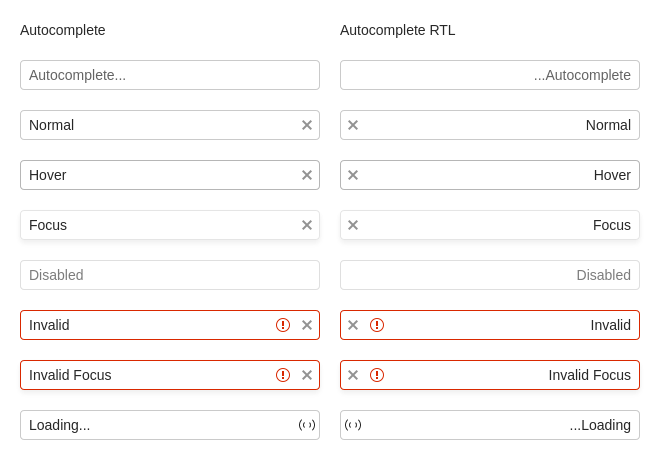 Autocomplete
Autocomplete RTL
Autocomplete...
...Autocomplete
Normal
Normal
Hover
Hover
Focus
Focus
Disabled
Disabled
Invalid
Invalid
Invalid Focus
Invalid Focus
Loading...
...Loading